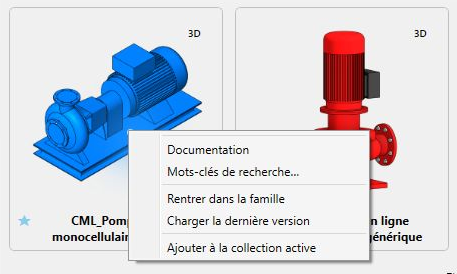 3D
3D
Documentation
Mots-clés de recherche...
Rentrer dans la famille
Charger la dernière version
Ajouter à la collection active
monocellulair
ligne
générique